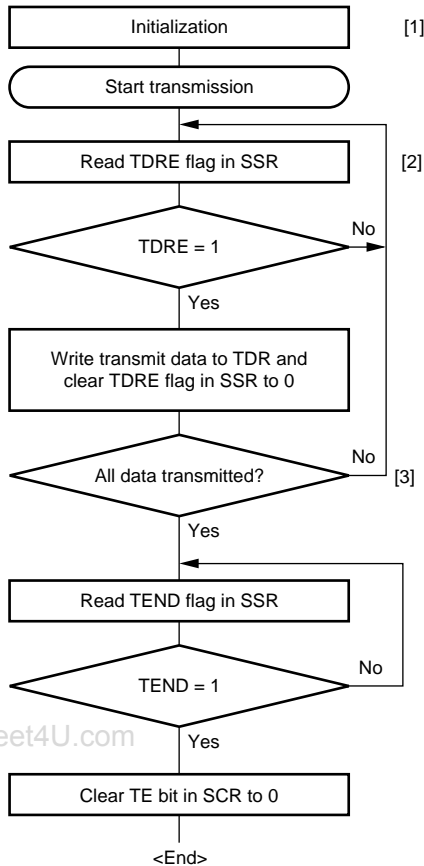 Initialization [1]
Start transmission
Read TDRE flag in SSR [2]
No
TDRE = 1
Yes
Write transmit data to TDR and
clear TDRE flag in SSR to 0
No
All data transmitted? [3]
Yes
Read TEND flag in SSR
No
TEND = 1
eet4U.com
Yes
Clear TE bit in SCR to 0
<End>